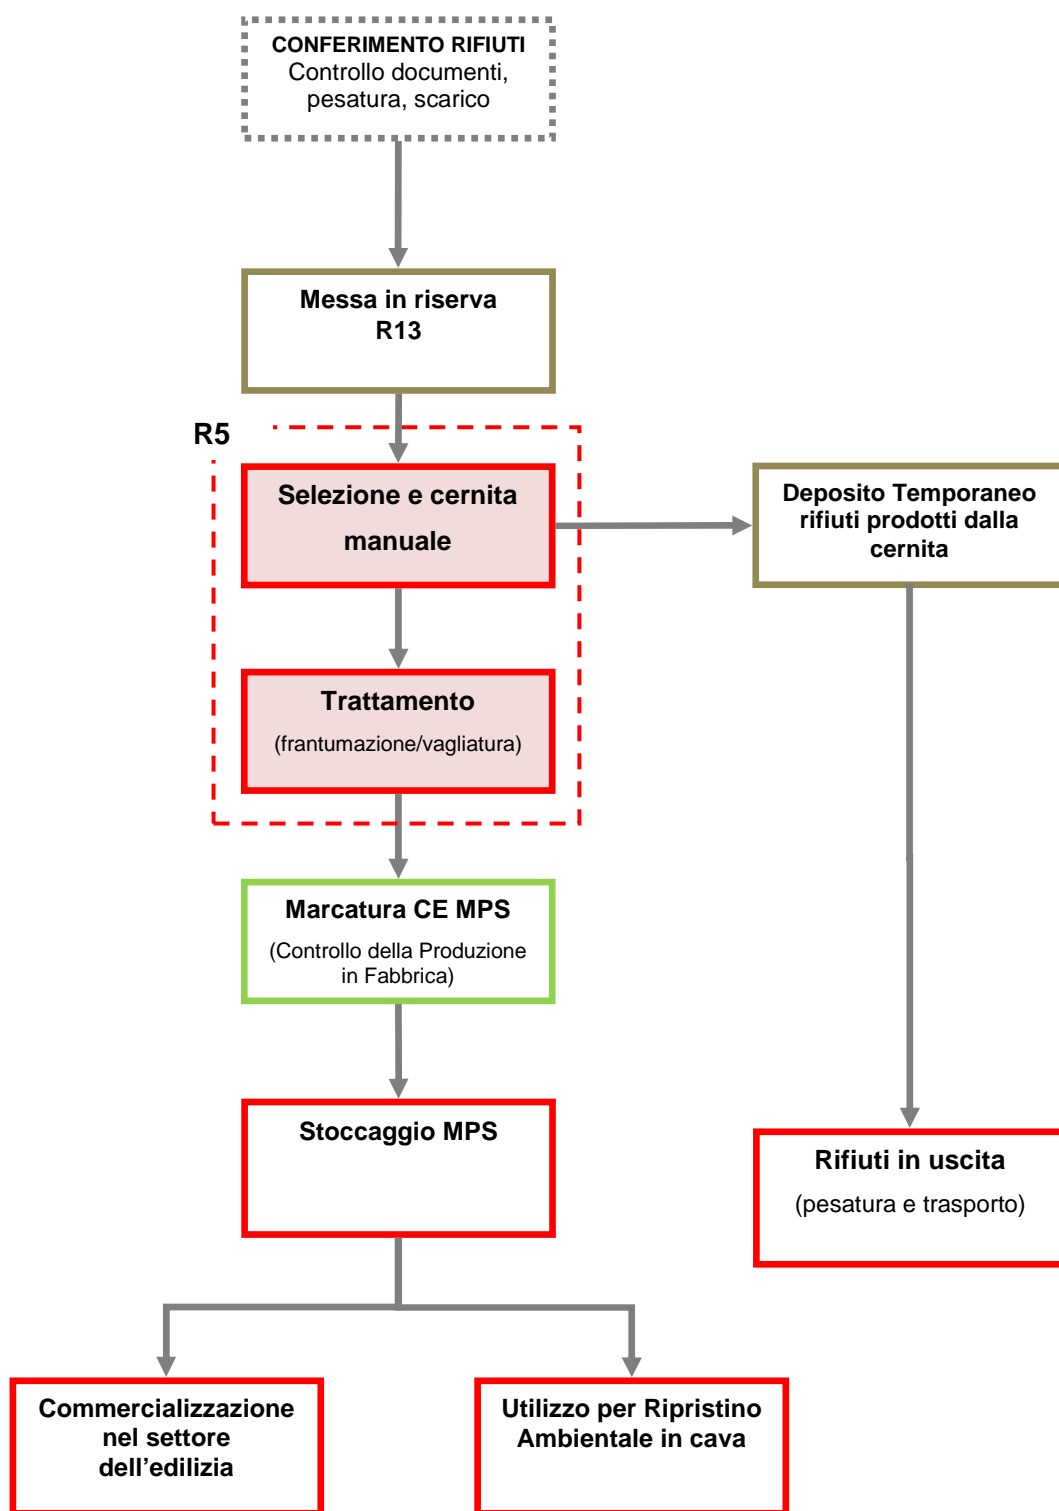 CONFERIMENTO RIFIUTI
Controllo documenti,
pesatura, scarico
Messa in riserva
R13
R5
Selezione e cernita
manuale
Deposito Temporaneo
rifiuti prodotti dalla
cernita
Trattamento
(frantumazione/vagliatura)
Marcatura CE MPS
(Controllo della Produzione
in Fabbrica)
Stoccaggio MPS
Rifiuti in uscita
(pesatura e trasporto)
Commercializzazione
nel settore
dell’edilizia
Utilizzo per Ripristino
Ambientale in cava